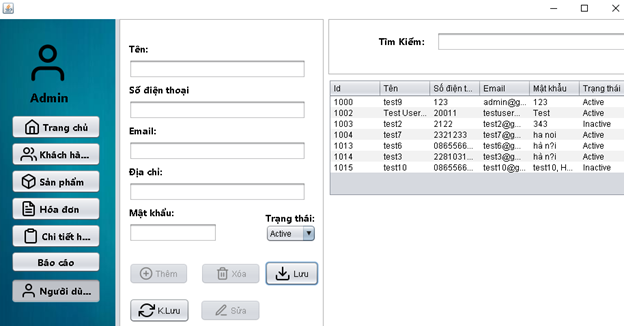 Admin
Trang chủ
Khách hà...
Sản phẩm
Hóa đơn
Chi tiết h...
Báo cáo
Người dù...
Tên:
Số điện thoại
Email:
Địa chỉ:
Mật khẩu:
Trạng thái:
Active
Thêm
Xóa
Lưu
K.Lưu
Sửa
Tìm Kiếm:
Id Tên Số điện t... Email Mật khẩu Trạng thái
1000 test9 123 admin@g... 123 Active
1002 Test User... 20011 testuser... Test Active
1003 test2 2122 test2@g... 343 Inactive
1004 test7 2321233 test7@g... ha noi Active
1013 test6 0865566... test6@g... hà n?i Active
1014 test3 2281031... test3@g... hà n?i Active
1015 test10 0865566... test10@g... test10, H... Inactive